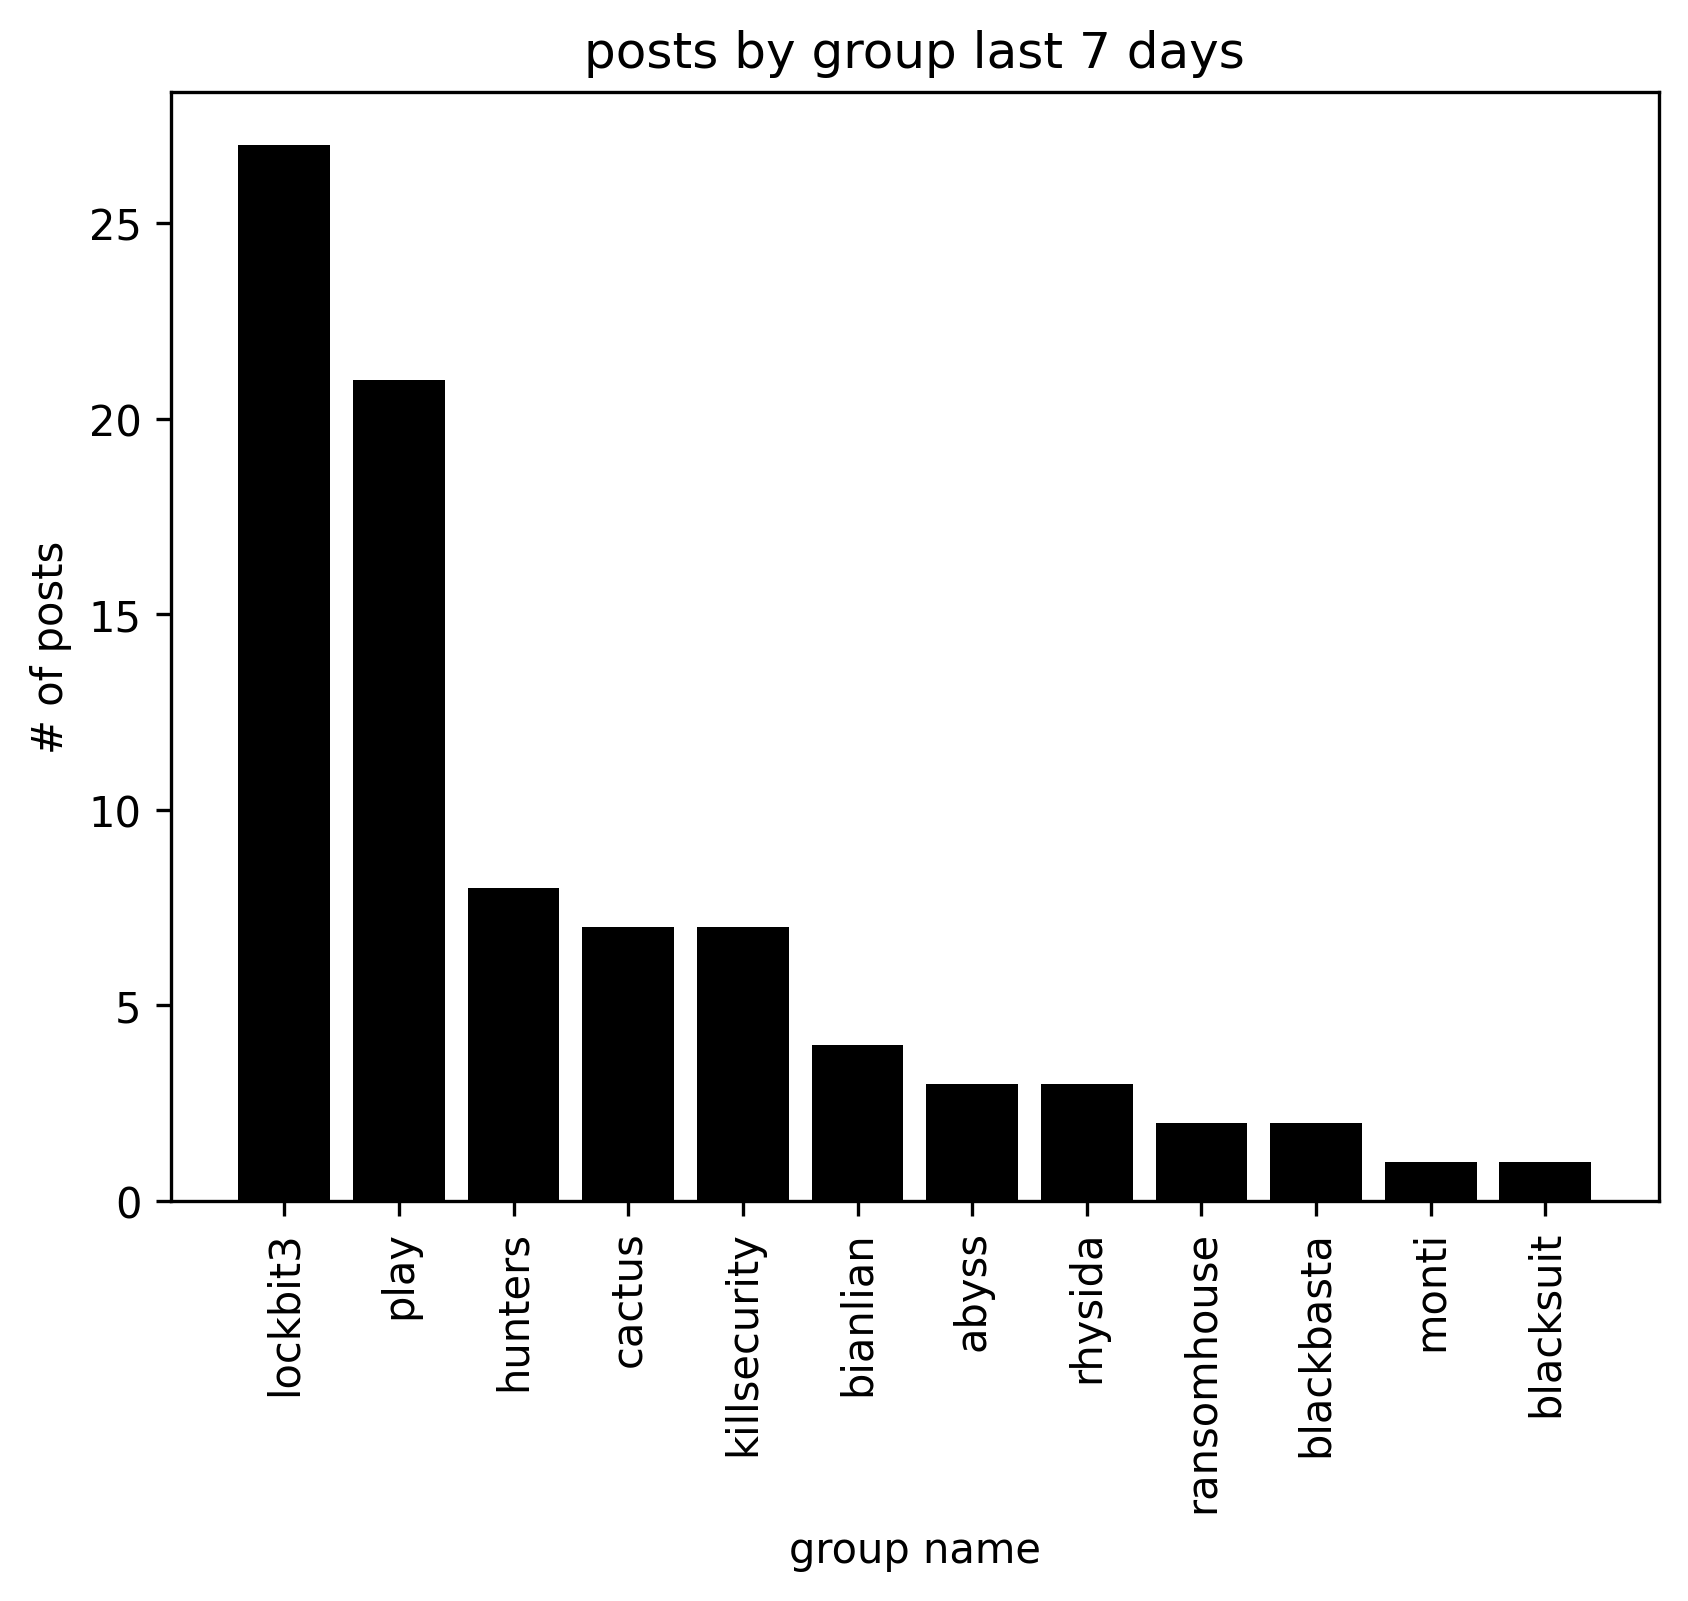 posts by group last 7 days
# of posts
25
20
15
10
5
0
lockbit3
play
hunters
cactus
killsecurity
bianlian
abyss
rhysida
ransomhouse
blackbasta
monti
blacksuit
group name